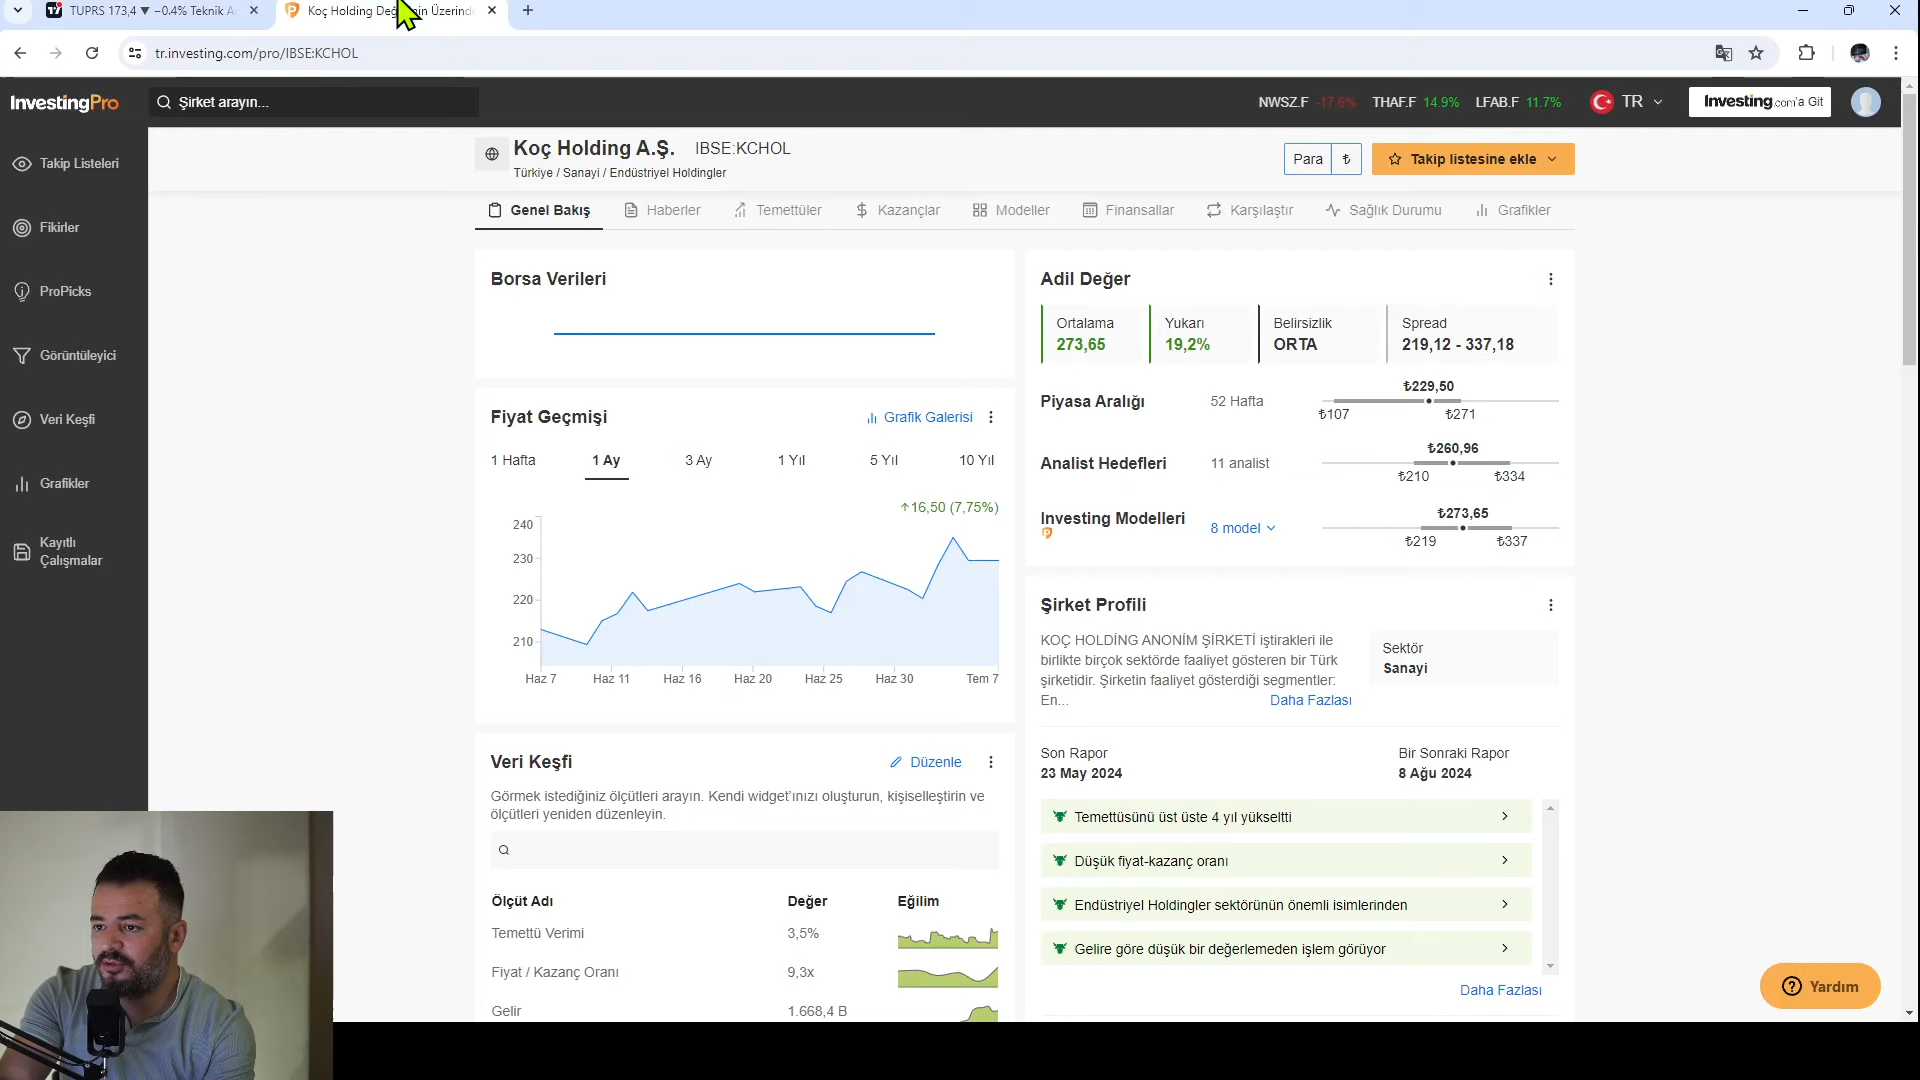 TUPRS 173,4 ▼ −0.4% Teknik A
Koç Holding Değ
in Üzerind
tr.investing.com/pro/IBSE:KCHOL
InvestingPro
Şirket arayın...
NWSZ.F -17.6% THAF.F 14.9% LFAB.F 11.7%
TR
Investing.com'a Git
Takip Listeleri
Fikirler
ProPicks
Görüntüleyici
Veri Keşfi
Grafikler
Kayıtlı
Çalışmalar
Koç Holding A.Ş. IBSE:KCHOL
Türkiye / Sanayi / Endüstriyel Holdingler
Para ₺
Takip listesine ekle
Genel Bakış
Haberler
Temettüler
Kazançlar
Modeller
Finansallar
Karşılaştır
Sağlık Durumu
Grafikler
Borsa Verileri
Fiyat Geçmişi
Grafik Galerisi
1 Hafta 1 Ay 3 Ay 1 Yıl 5 Yıl 10 Yıl
↑16,50 (7,75%)
240
230
220
210
Haz 7 Haz 11 Haz 16 Haz 20 Haz 25 Haz 30 Tem 7
Veri Keşfi
Düzenle
Görmek istediğiniz ölçütleri arayın. Kendi widget'ınızı oluşturun, kişiselleştirin ve
ölçütleri yeniden düzenleyin.
Ölçüt Adı Değer Eğilim
Temettü Verimi 3,5%
Fiyat / Kazanç Oranı 9,3x
Gelir 1.668,4 B
Adil Değer
Ortalama
273,65
Yukarı
19,2%
Belirsizlik
ORTA
Spread
219,12 - 337,18
₺229,50
Piyasa Aralığı 52 Hafta
₺107 ₺271
₺260,96
Analist Hedefleri 11 analist
₺210 ₺334
₺273,65
Investing Modelleri 8 model
₺219 ₺337
Şirket Profili
KOÇ HOLDİNG ANONİM ŞİRKETİ iştirakleri ile
birlikte birçok sektörde faaliyet gösteren bir Türk
şirketidir. Şirketin faaliyet gösterdiği segmentler:
En... Daha Fazlası
Sektör
Sanayi
Son Rapor
23 May 2024
Bir Sonraki Rapor
8 Ağu 2024
Temettüsünü üst üste 4 yıl yükseltti
Düşük fiyat-kazanç oranı
Endüstriyel Holdingler sektörünün önemli isimlerinden
Gelire göre düşük bir değerlemeden işlem görüyor
Daha Fazlası
Yardım